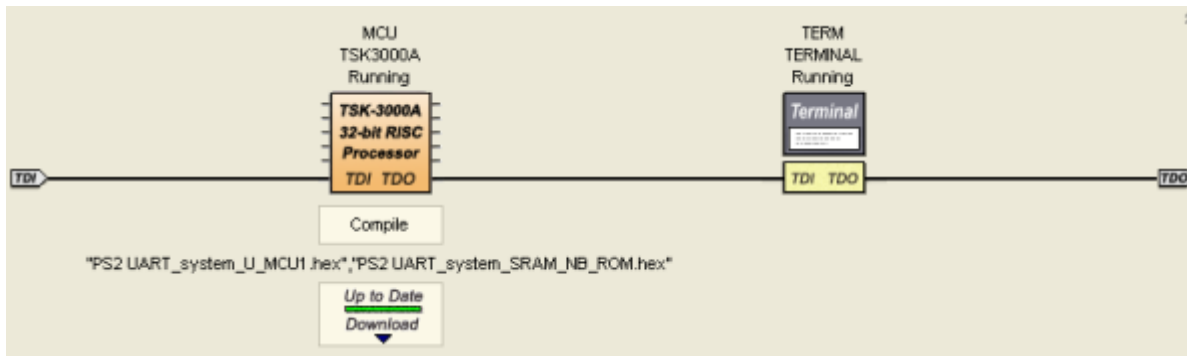 MCU
TSK3000A
Running
TSK-3000A
32-bit RISC
Processor
TDI TDO
TERM
TERMINAL
Running
Terminal
TDI TDO
TDI
TDO
Compile
"PS2 UART_system_U_MCU1.hex","PS2 UART_system_SRAM_NB_ROM.hex"
Up to Date
Download